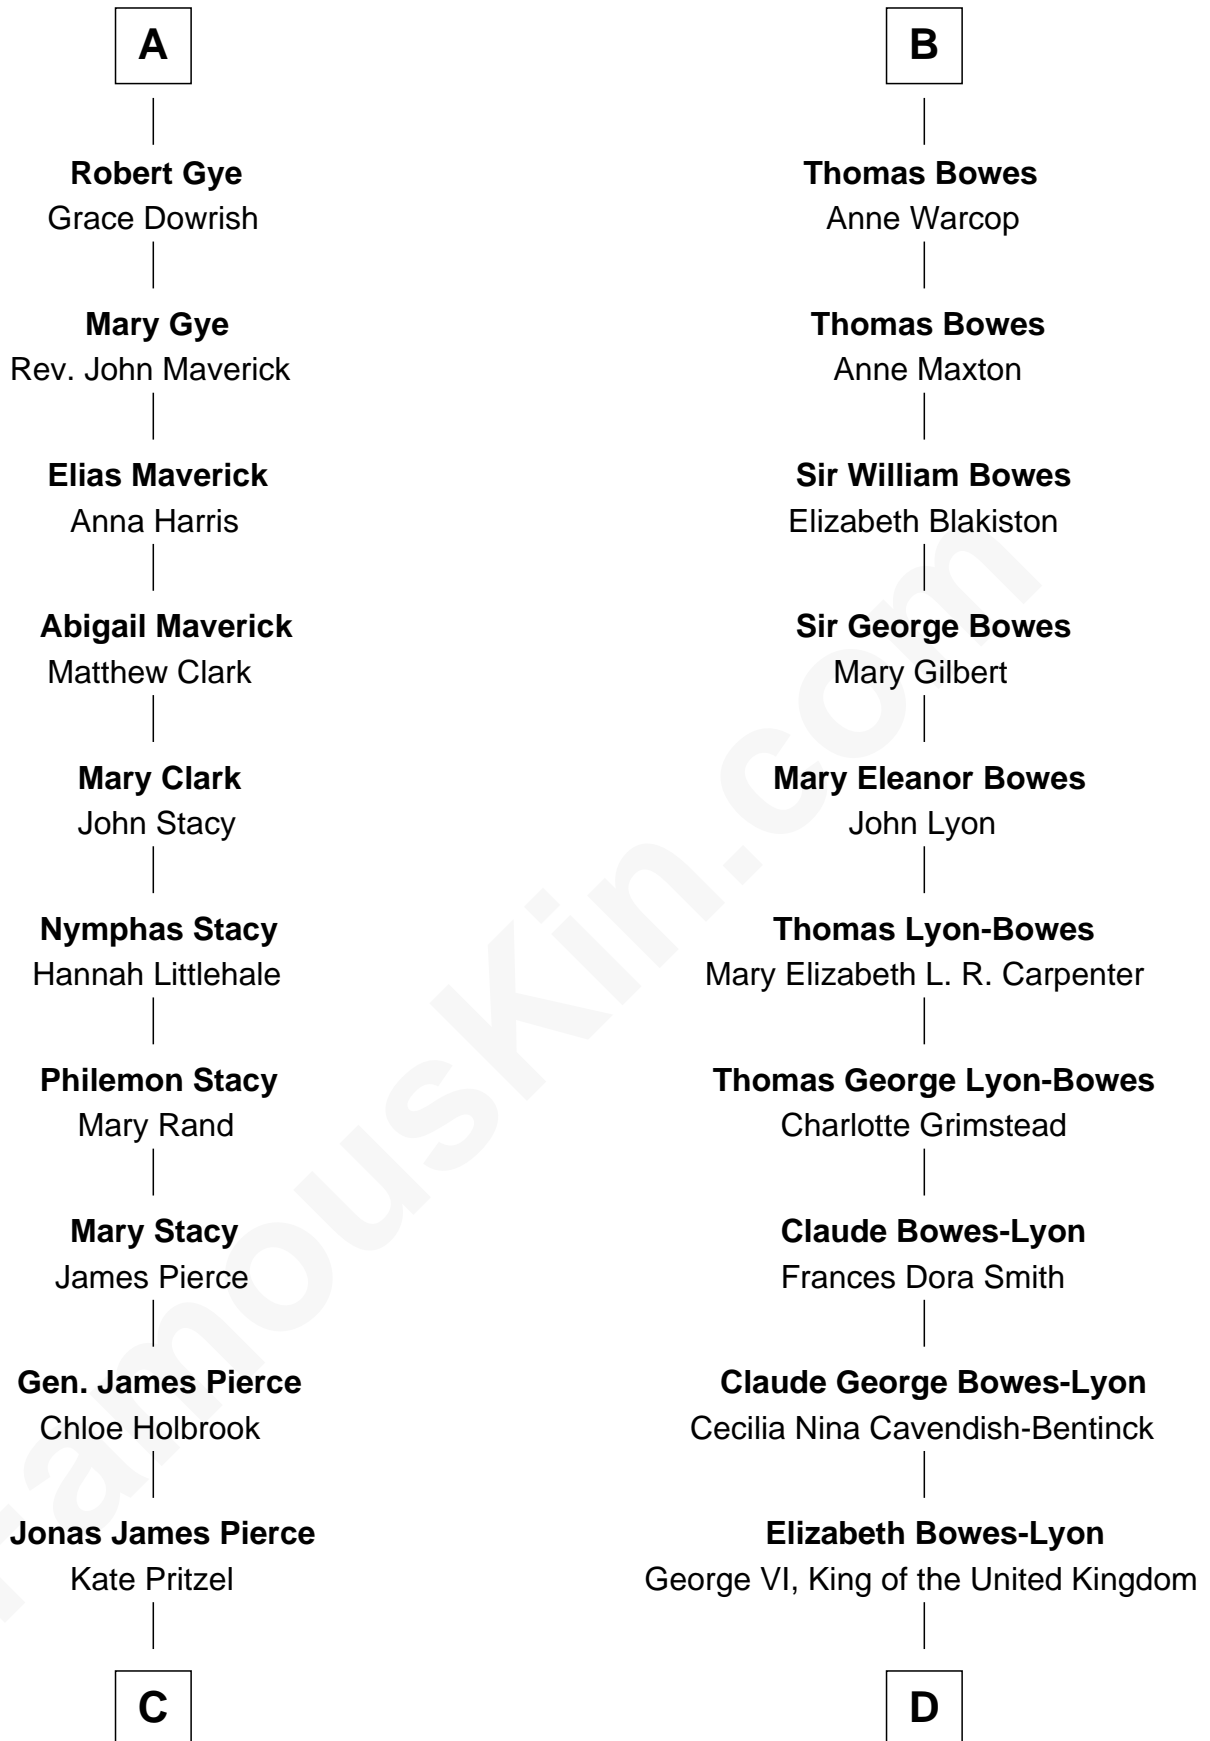 A
Robert Gye
Grace Dowrish
Mary Gye
Rev. John Maverick
Elias Maverick
Anna Harris
Abigail Maverick
Matthew Clark
Mary Clark
John Stacy
Nymphas Stacy
Hannah Littlehale
Philemon Stacy
Mary Rand
Mary Stacy
James Pierce
Gen. James Pierce
Chloe Holbrook
Jonas James Pierce
Kate Pritzel
C
B
Thomas Bowes
Anne Warcop
Thomas Bowes
Anne Maxton
Sir William Bowes
Elizabeth Blakiston
Sir George Bowes
Mary Gilbert
Mary Eleanor Bowes
John Lyon
Thomas Lyon-Bowes
Mary Elizabeth L. R. Carpenter
Thomas George Lyon-Bowes
Charlotte Grimstead
Claude Bowes-Lyon
Frances Dora Smith
Claude George Bowes-Lyon
Cecilia Nina Cavendish-Bentinck
Elizabeth Bowes-Lyon
George VI, King of the United Kingdom
D
FamousKin.com